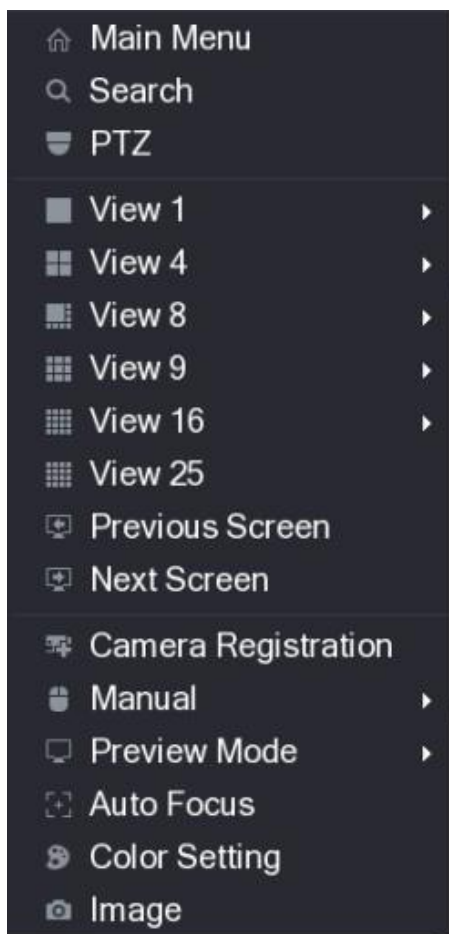 Main Menu
Search
PTZ
View 1
View 4
View 8
View 9
View 16
View 25
Previous Screen
Next Screen
Camera Registration
Manual
Preview Mode
Auto Focus
Color Setting
Image